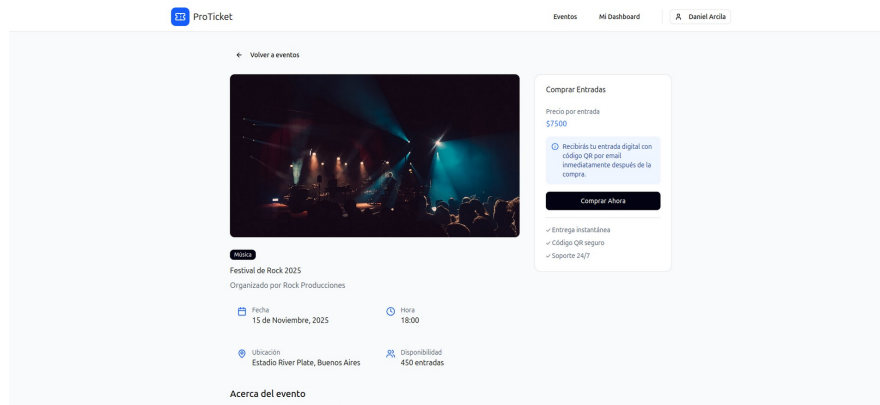 ProTicket
Eventos
Mi Dashboard
Daniel Arcila
Volver a eventos
Música
Festival de Rock 2025
Organizado por Rock Producciones
Fecha
15 de Noviembre, 2025
Hora
18:00
Ubicación
Estadio River Plate, Buenos Aires
Disponibilidad
450 entradas
Acerca del evento
Comprar Entradas
Precio por entrada
$7500
Recibirás tu entrada digital con
código QR por email
inmediatamente después de la
compra.
Comprar Ahora
✓ Entrega instantánea
✓ Código QR seguro
✓ Soporte 24/7